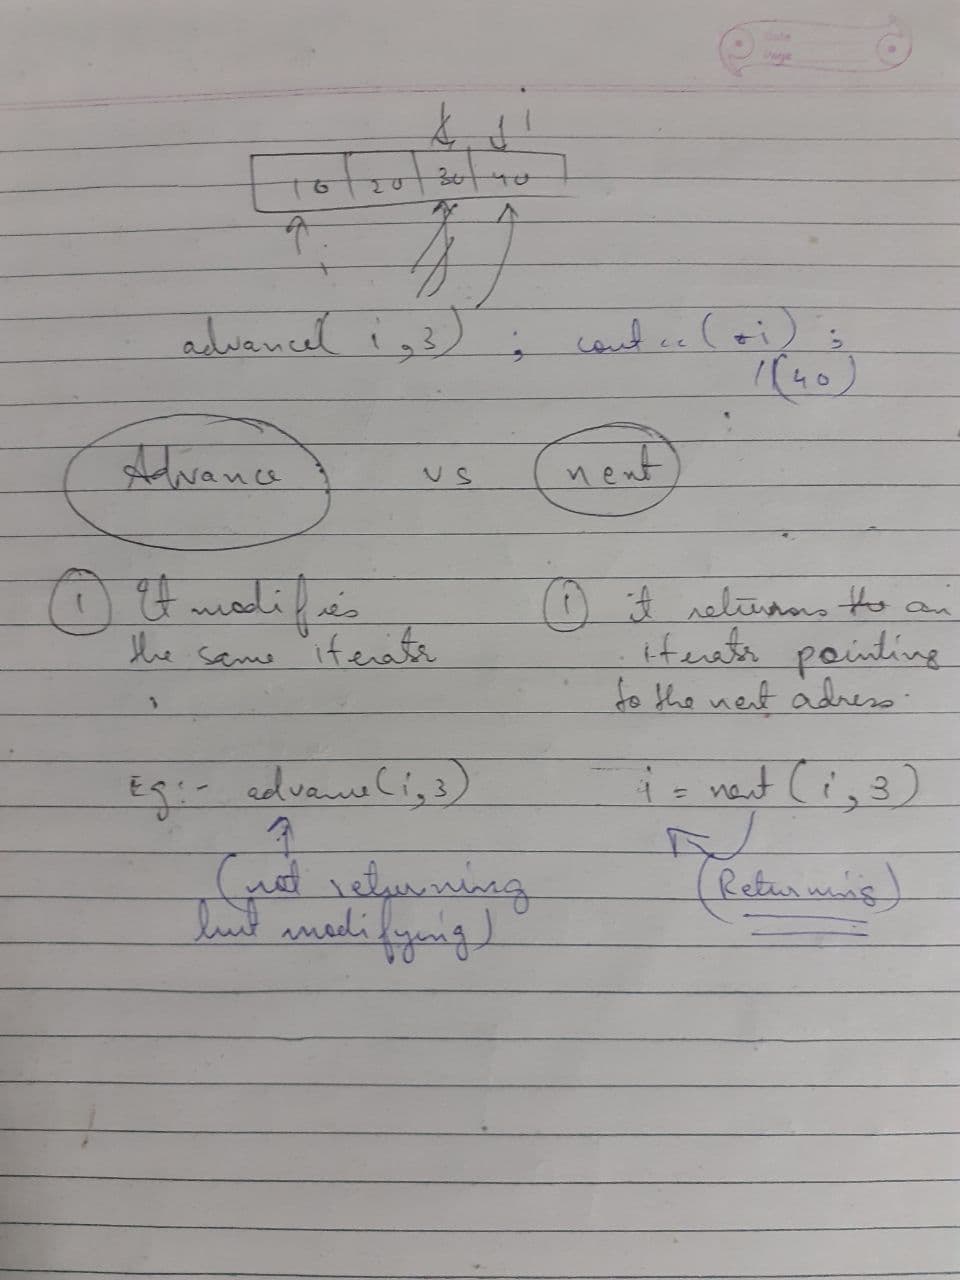 Date
Page
i
10 20 30 40
i
advance( i , 3 ) ; cout << (*i) ;
//(40)
Advance vs next
① It modifies ① it returns an
the same iterator iterator pointing
to the next adress.
Eg:- advance(i,3) i = next (i, 3)
(not returning (Returning)
but modifying)